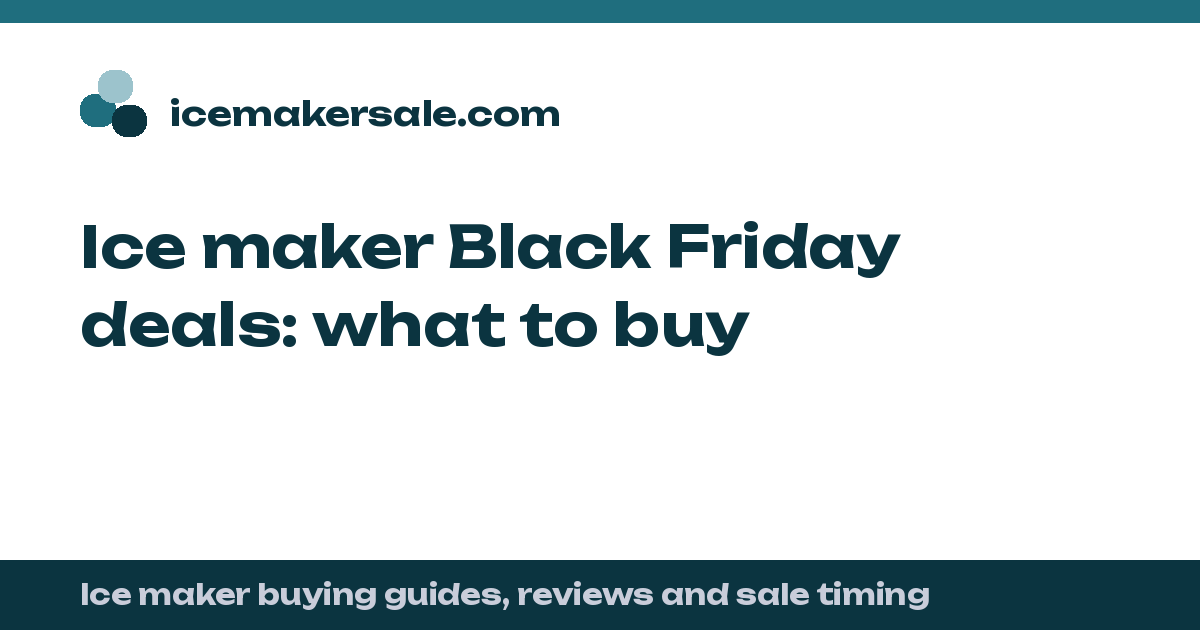 icemakersale.com
Ice maker Black Friday
deals: what to buy
Ice maker buying guides, reviews and sale timing